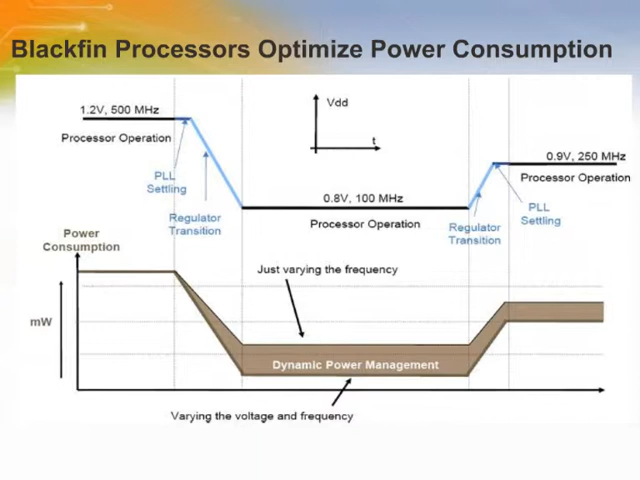 Blackfin Processors Optimize Power Consumption
1.2V, 500 MHz
Processor Operation
Vdd
t
PLL
Settling
Regulator
Transition
0.8V, 100 MHz
Processor Operation
0.9V, 250 MHz
Processor Operation
PLL
Settling
Regulator
Transition
Power
Consumption
mW
Just varying the frequency
Dynamic Power Management
Varying the voltage and frequency